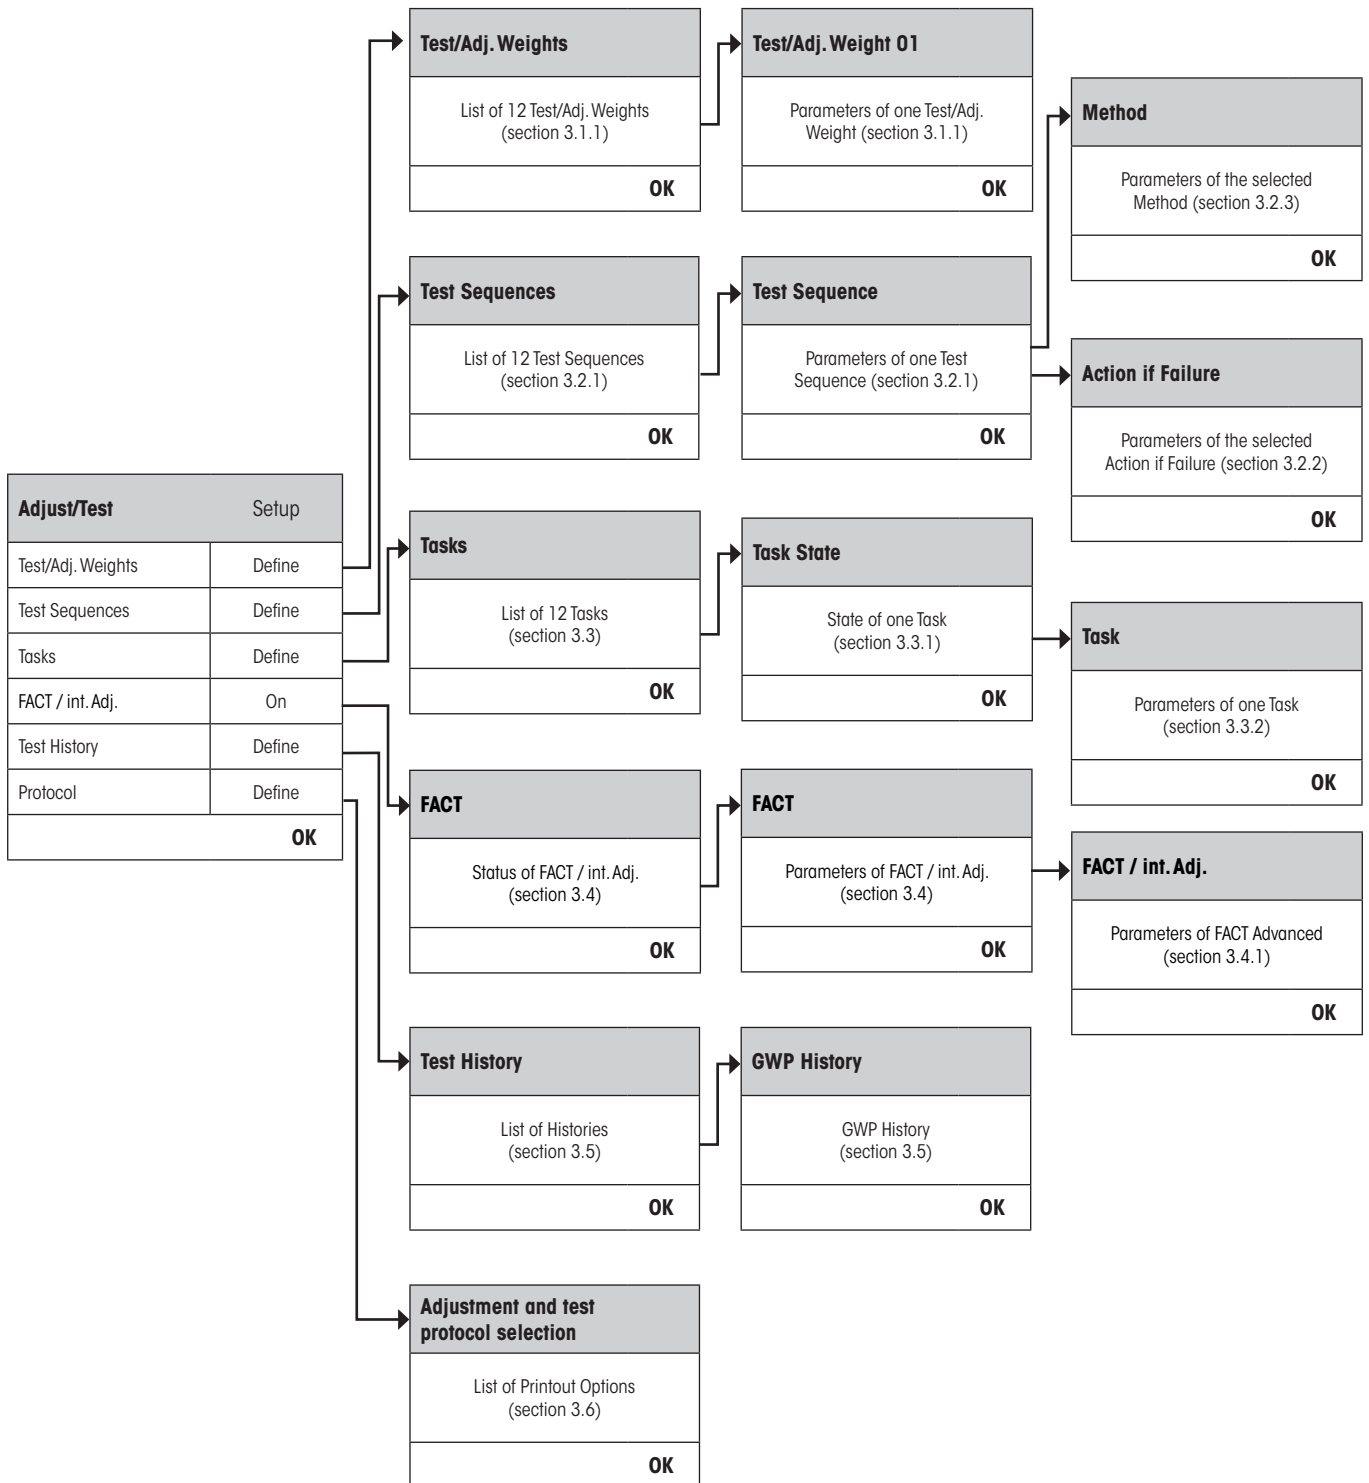 Test/Adj. Weights
List of 12 Test/Adj. Weights
(section 3.1.1)
OK
Test/Adj. Weight 01
Parameters of one Test/Adj.
Weight (section 3.1.1)
OK
Method
Parameters of the selected
Method (section 3.2.3)
OK
Test Sequences
List of 12 Test Sequences
(section 3.2.1)
OK
Test Sequence
Parameters of one Test
Sequence (section 3.2.1)
OK
Action if Failure
Parameters of the selected
Action if Failure (section 3.2.2)
OK
Adjust/Test Setup
Test/Adj. Weights Define
Test Sequences Define
Tasks Define
FACT / int. Adj. On
Test History Define
Protocol Define
OK
Tasks
List of 12 Tasks
(section 3.3)
OK
Task State
State of one Task
(section 3.3.1)
OK
Task
Parameters of one Task
(section 3.3.2)
OK
FACT
Status of FACT / int. Adj.
(section 3.4)
OK
FACT
Parameters of FACT / int. Adj.
(section 3.4)
OK
FACT / int. Adj.
Parameters of FACT Advanced
(section 3.4.1)
OK
Test History
List of Histories
(section 3.5)
OK
GWP History
GWP History
(section 3.5)
OK
Adjustment and test
protocol selection
List of Printout Options
(section 3.6)
OK